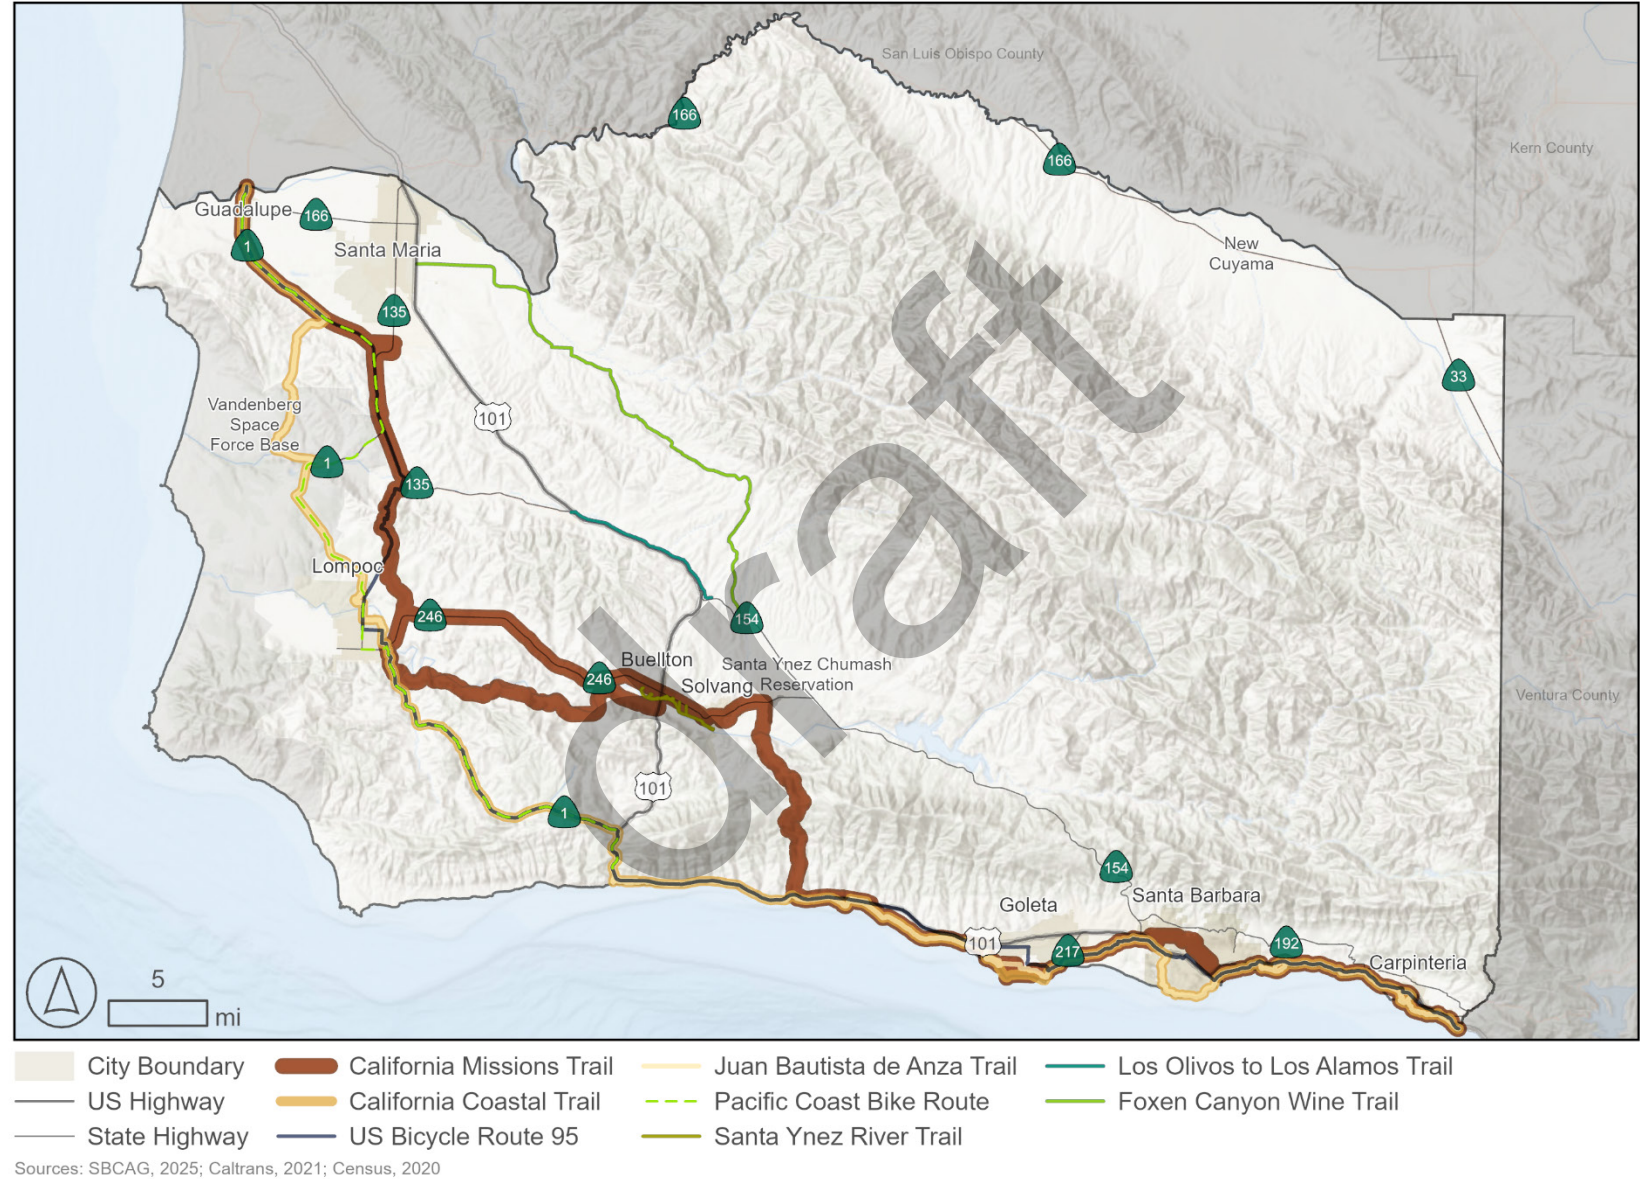 San Luis Obispo County
166
166
Kern County
Guadalupe
166
1
Santa Maria
New
Cuyama
135
33
101
Vandenberg
Space
Force Base
1
135
Lompoc
246
154
Buellton
Santa Ynez Chumash
Reservation
246
Solvang
Ventura County
101
1
154
Santa Barbara
Goleta
101
217
192
Carpinteria
draft
5
mi
City Boundary
California Missions Trail
Juan Bautista de Anza Trail
Los Olivos to Los Alamos Trail
US Highway
California Coastal Trail
Pacific Coast Bike Route
Foxen Canyon Wine Trail
State Highway
US Bicycle Route 95
Santa Ynez River Trail
Sources: SBCAG, 2025; Caltrans, 2021; Census, 2020